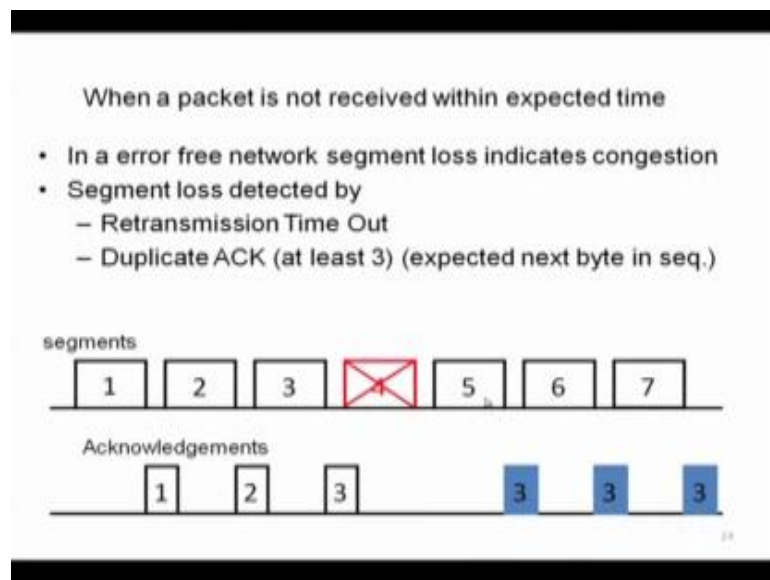 When a packet is not received within expected time
• In a error free network segment loss indicates congestion
• Segment loss detected by
– Retransmission Time Out
– Duplicate ACK (at least 3) (expected next byte in seq.)
segments
1 2 3 4 5 6 7
Acknowledgements
1 2 3 3 3 3